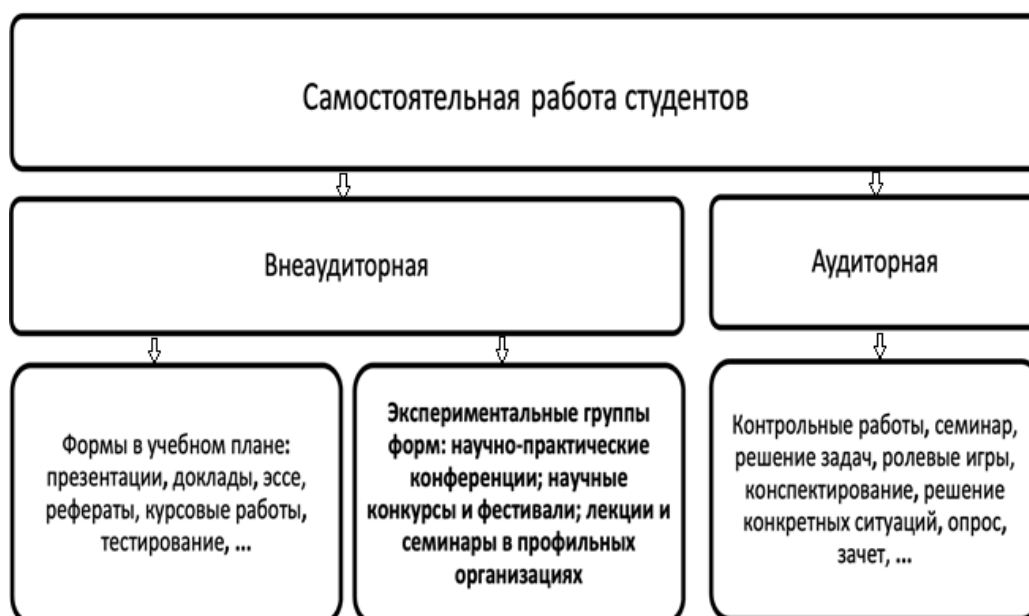 Самостоятельная работа студентов
Внеаудиторная
Аудиторная
Формы в учебном плане:
презентации, доклады, эссе,
рефераты, курсовые работы,
тестирование, ...
Экспериментальные группы
форм: научно-практические
конференции; научные
конкурсы и фестивали; лекции и
семинары в профильных
организациях
Контрольные работы, семинар,
решение задач, ролевые игры,
конспектирование, решение
конкретных ситуаций, опрос,
зачет, ...